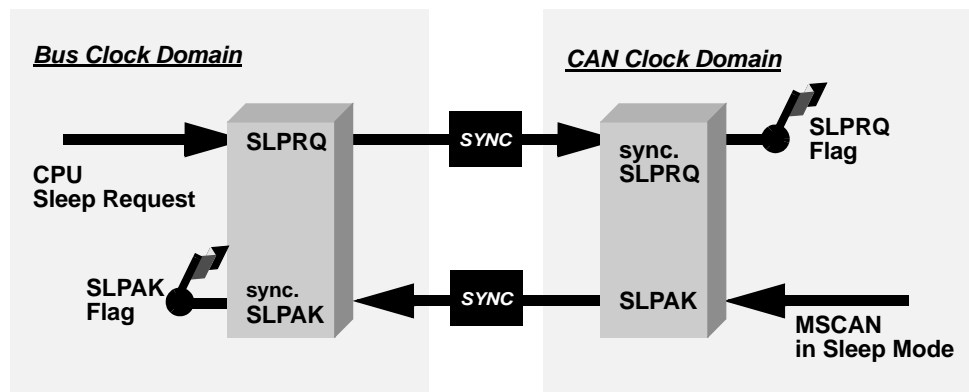 Bus Clock Domain
CAN Clock Domain
SLPRQ
SYNC
sync.
SLPRQ
SLPRQ
Flag
CPU
Sleep Request
SLPAK
Flag
sync.
SLPAK
SYNC
SLPAK
MSCAN
in Sleep Mode